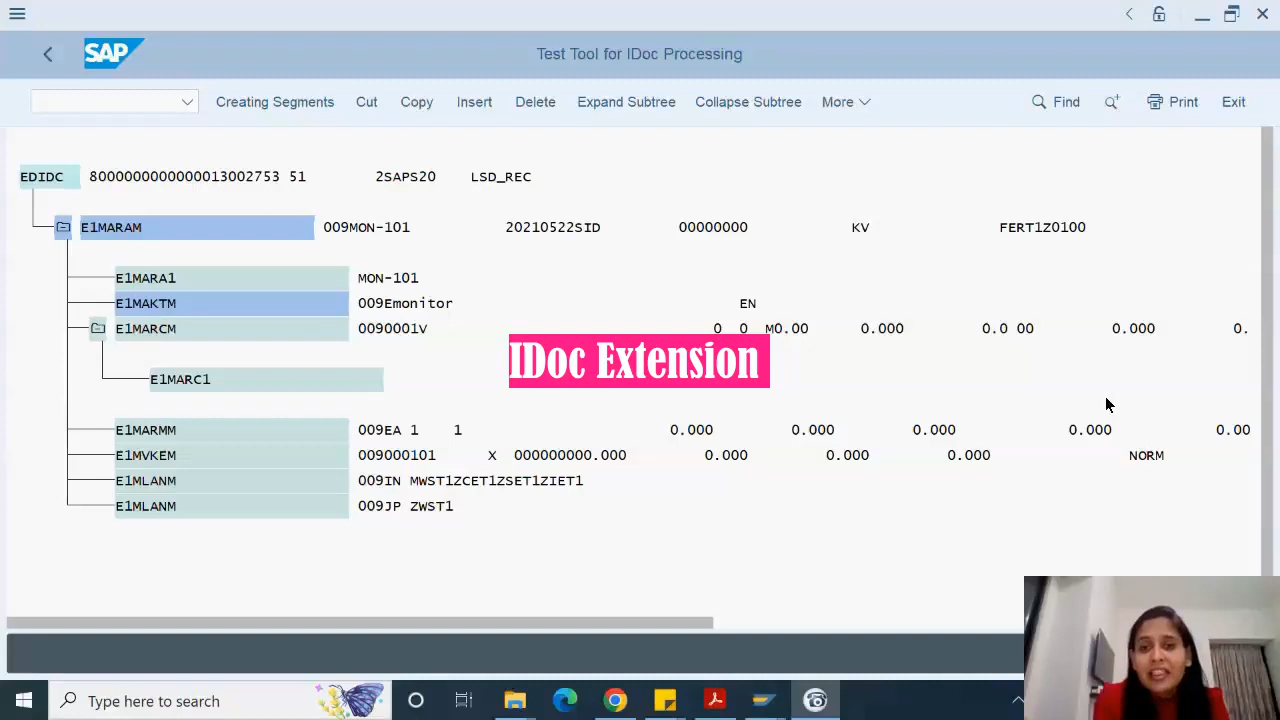 SAP
Test Tool for IDoc Processing
Creating Segments Cut Copy Insert Delete Expand Subtree Collapse Subtree More Find Print Exit
EDIDC 8000000000000013002753 51 2SAPS20 LSD_REC
E1MARAM 009MON-101 20210522SID 00000000 KV FERT1Z0100
E1MARA1 MON-101
E1MAKTM 009Emonitor EN
E1MARCM 0090001V 0 0 M0.00 0.000 0.0 00 0.000 0.
IDoc Extension
E1MARC1
E1MARMM 009EA 1 1 0.000 0.000 0.000 0.000 0.00
E1MVKEM 009000101 X 000000000.000 0.000 0.000 0.000 NORM
E1MLANM 009IN MWST1ZCET1ZSET1ZIET1
E1MLANM 009JP ZWST1
Type here to search